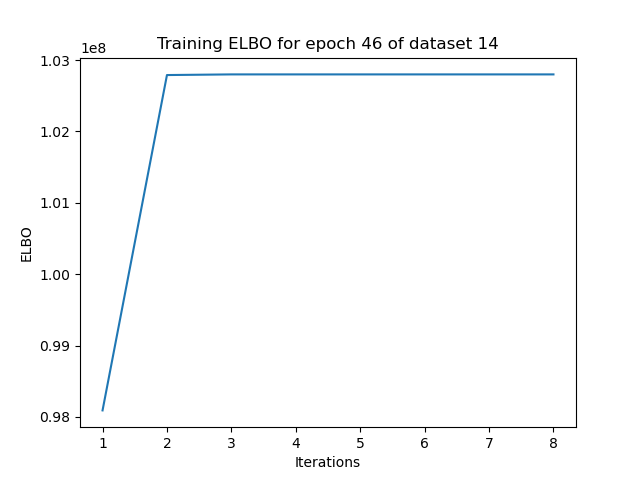 Training ELBO for epoch 46 of dataset 14
1e8
1.03
1.02
1.01
1.00
0.99
0.98
ELBO
1 2 3 4 5 6 7 8
Iterations